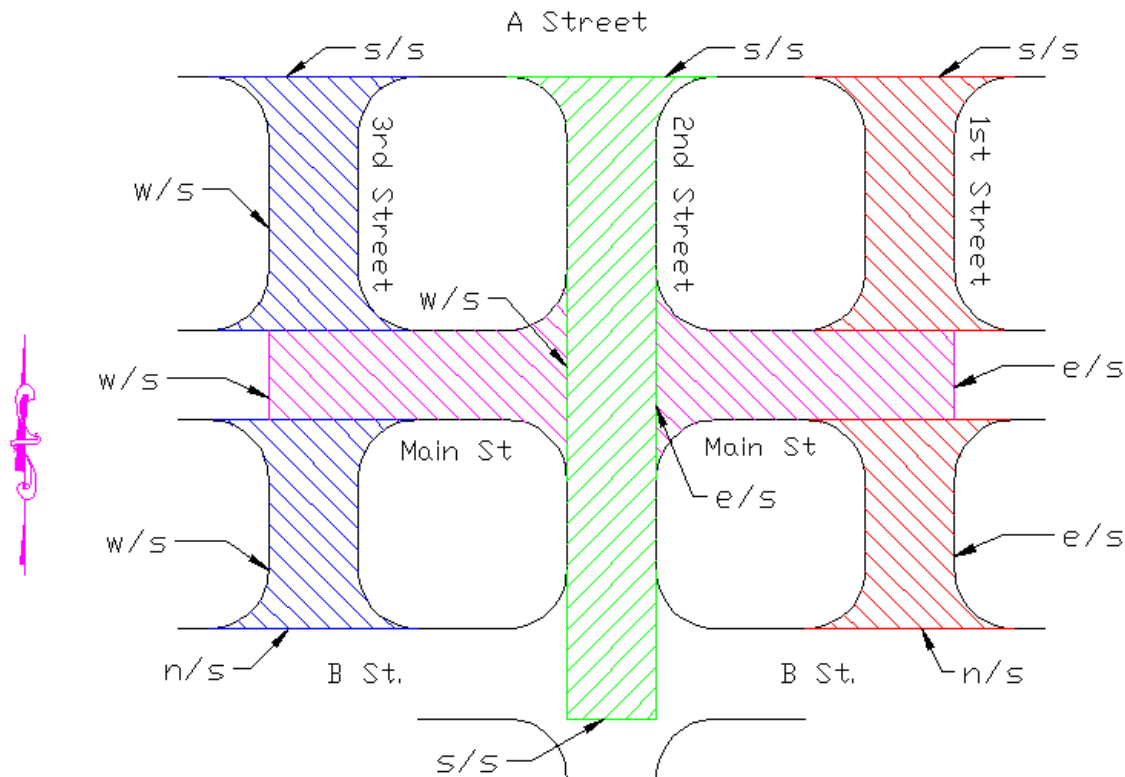 A Street
s/s
s/s
s/s
3rd Street
2nd Street
1st Street
w/s
w/s
w/s
e/s
Main St
Main St
e/s
w/s
e/s
n/s
B St.
B St.
n/s
s/s